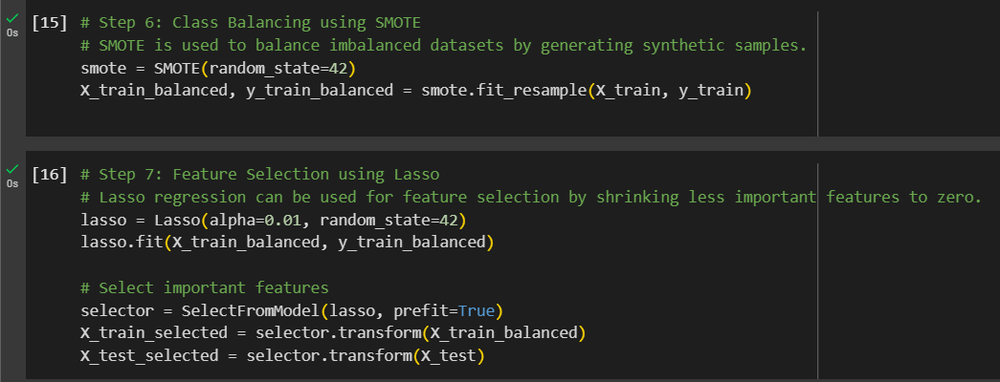 [15] # Step 6: Class Balancing using SMOTE
0s
# SMOTE is used to balance imbalanced datasets by generating synthetic samples.
smote = SMOTE(random_state=42)
X_train_balanced, y_train_balanced = smote.fit_resample(X_train, y_train)
[16] # Step 7: Feature Selection using Lasso
0s
# Lasso regression can be used for feature selection by shrinking less important features to zero.
lasso = Lasso(alpha=0.01, random_state=42)
lasso.fit(X_train_balanced, y_train_balanced)
# Select important features
selector = SelectFromModel(lasso, prefit=True)
X_train_selected = selector.transform(X_train_balanced)
X_test_selected = selector.transform(X_test)